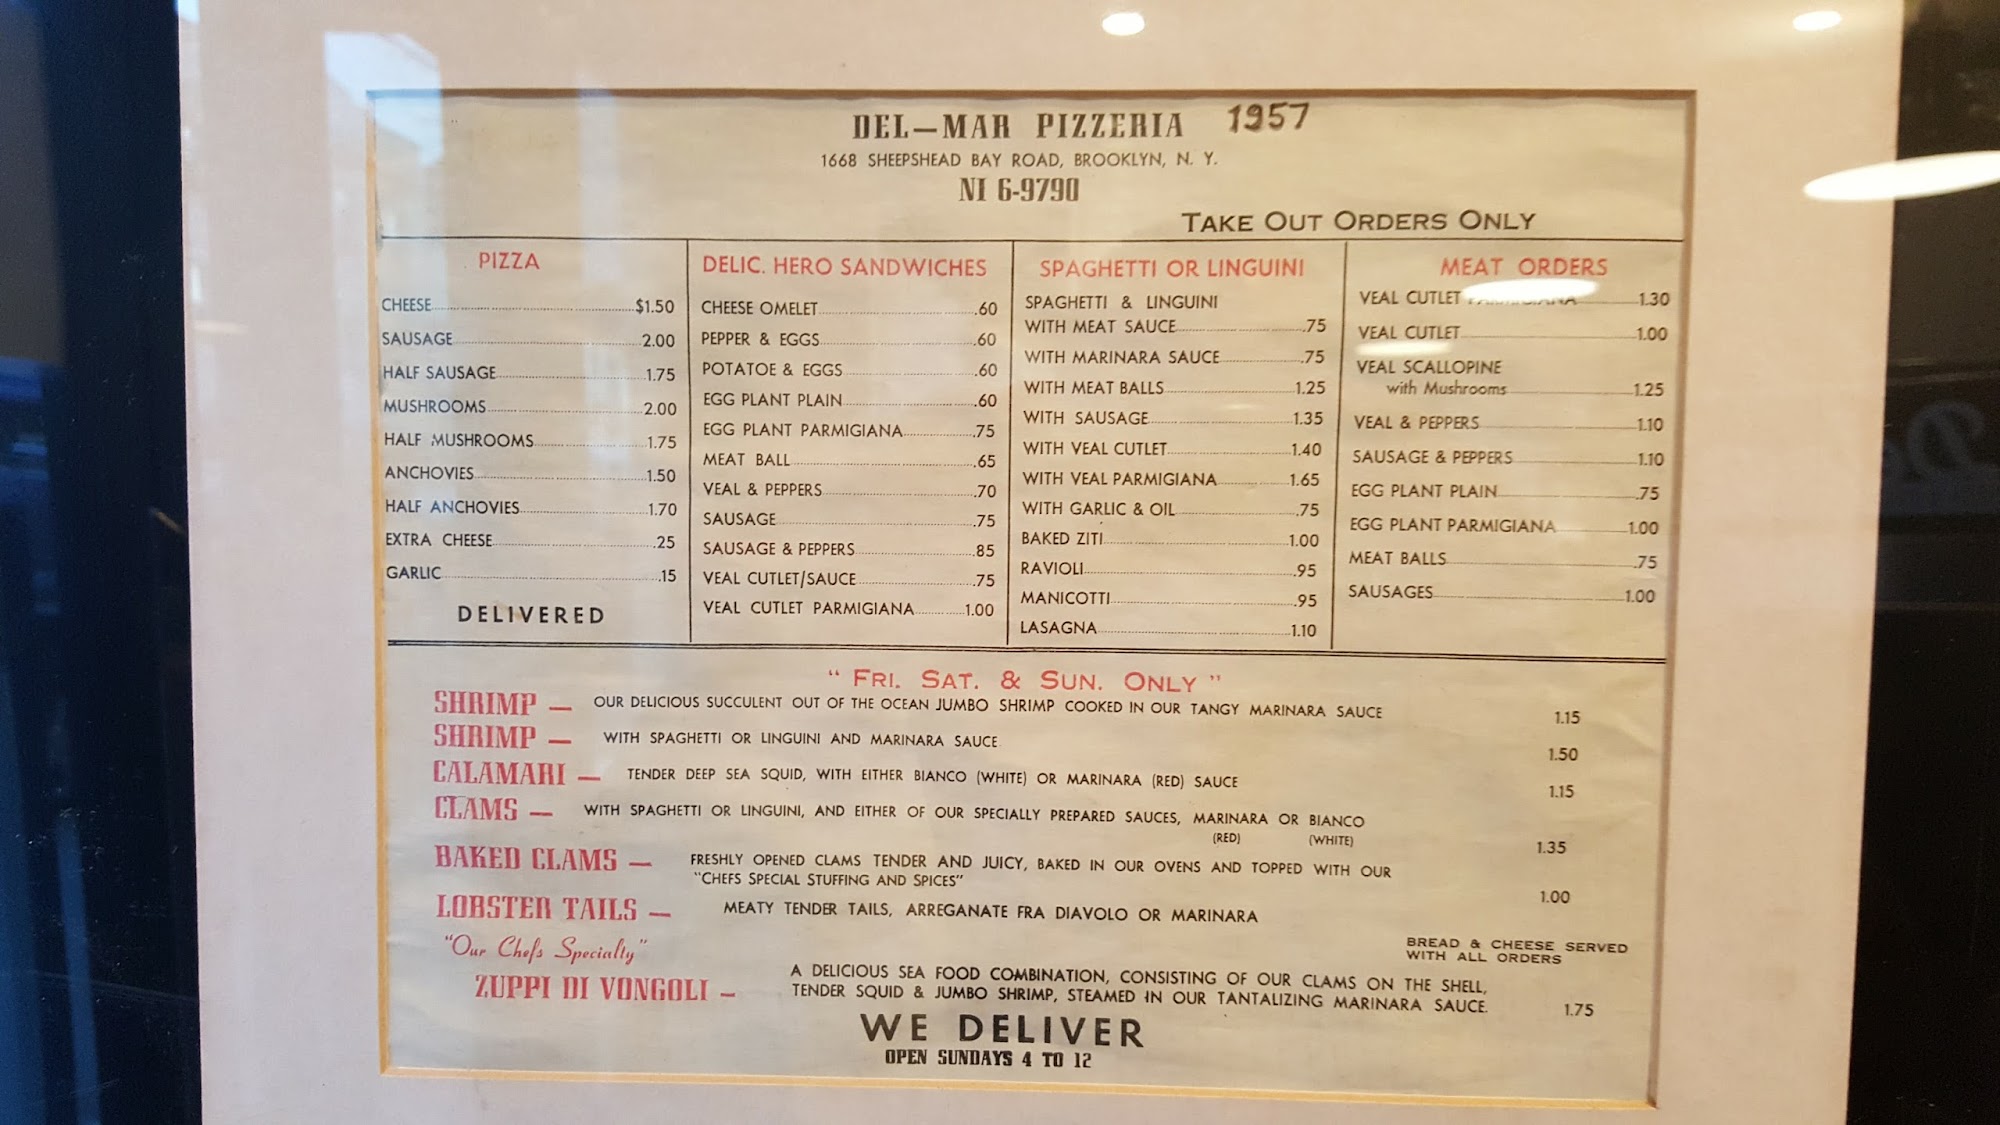 DEL-MAR PIZZERIA 1957
1668 SHEEPSHEAD BAY ROAD, BROOKLYN, N. Y.
NI 6-9790
TAKE OUT ORDERS ONLY
PIZZA
CHEESE $1.50
SAUSAGE 2.00
HALF SAUSAGE 1.75
MUSHROOMS 2.00
HALF MUSHROOMS 1.75
ANCHOVIES 1.50
HALF ANCHOVIES 1.70
EXTRA CHEESE .25
GARLIC .15
DELIVERED
DELIC. HERO SANDWICHES
CHEESE OMELET .60
PEPPER & EGGS .60
POTATOE & EGGS .60
EGG PLANT PLAIN .60
EGG PLANT PARMIGIANA .75
MEAT BALL .65
VEAL & PEPPERS .70
SAUSAGE .75
SAUSAGE & PEPPERS .85
VEAL CUTLET/SAUCE .75
VEAL CUTLET PARMIGIANA 1.00
SPAGHETTI OR LINGUINI
SPAGHETTI & LINGUINI
WITH MEAT SAUCE .75
WITH MARINARA SAUCE .75
WITH MEAT BALLS 1.25
WITH SAUSAGE 1.35
WITH VEAL CUTLET 1.40
WITH VEAL PARMIGIANA 1.65
WITH GARLIC & OIL .75
BAKED ZITI 1.00
RAVIOLI .95
MANICOTTI .95
LASAGNA 1.10
MEAT ORDERS
VEAL CUTLET PARMIGIANA 1.30
VEAL CUTLET 1.00
VEAL SCALLOPINE
with Mushrooms 1.25
VEAL & PEPPERS 1.10
SAUSAGE & PEPPERS 1.10
EGG PLANT PLAIN .75
EGG PLANT PARMIGIANA 1.00
MEAT BALLS .75
SAUSAGES 1.00
" FRI. SAT. & SUN. ONLY "
SHRIMP — OUR DELICIOUS SUCCULENT OUT OF THE OCEAN JUMBO SHRIMP COOKED IN OUR TANGY MARINARA SAUCE 1.15
SHRIMP — WITH SPAGHETTI OR LINGUINI AND MARINARA SAUCE 1.50
CALAMARI — TENDER DEEP SEA SQUID, WITH EITHER BIANCO (WHITE) OR MARINARA (RED) SAUCE 1.15
CLAMS — WITH SPAGHETTI OR LINGUINI, AND EITHER OF OUR SPECIALLY PREPARED SAUCES, MARINARA OR BIANCO
(RED) (WHITE) 1.35
BAKED CLAMS — FRESHLY OPENED CLAMS TENDER AND JUICY, BAKED IN OUR OVENS AND TOPPED WITH OUR
"CHEFS SPECIAL STUFFING AND SPICES" 1.00
LOBSTER TAILS — MEATY TENDER TAILS, ARREGANATE FRA DIAVOLO OR MARINARA
"Our Chefs Specialty"
BREAD & CHEESE SERVED
WITH ALL ORDERS
ZUPPI DI VONGOLI — A DELICIOUS SEA FOOD COMBINATION, CONSISTING OF OUR CLAMS ON THE SHELL,
TENDER SQUID & JUMBO SHRIMP, STEAMED IN OUR TANTALIZING MARINARA SAUCE. 1.75
WE DELIVER
OPEN SUNDAYS 4 TO 12